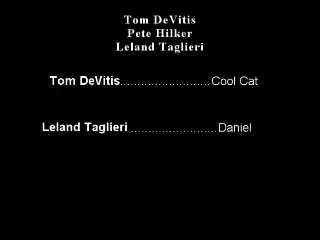 Tom DeVitis
Pete Hilker
Leland Taglieri
Tom DeVitis..........................Cool Cat
Leland Taglieri .........................Daniel